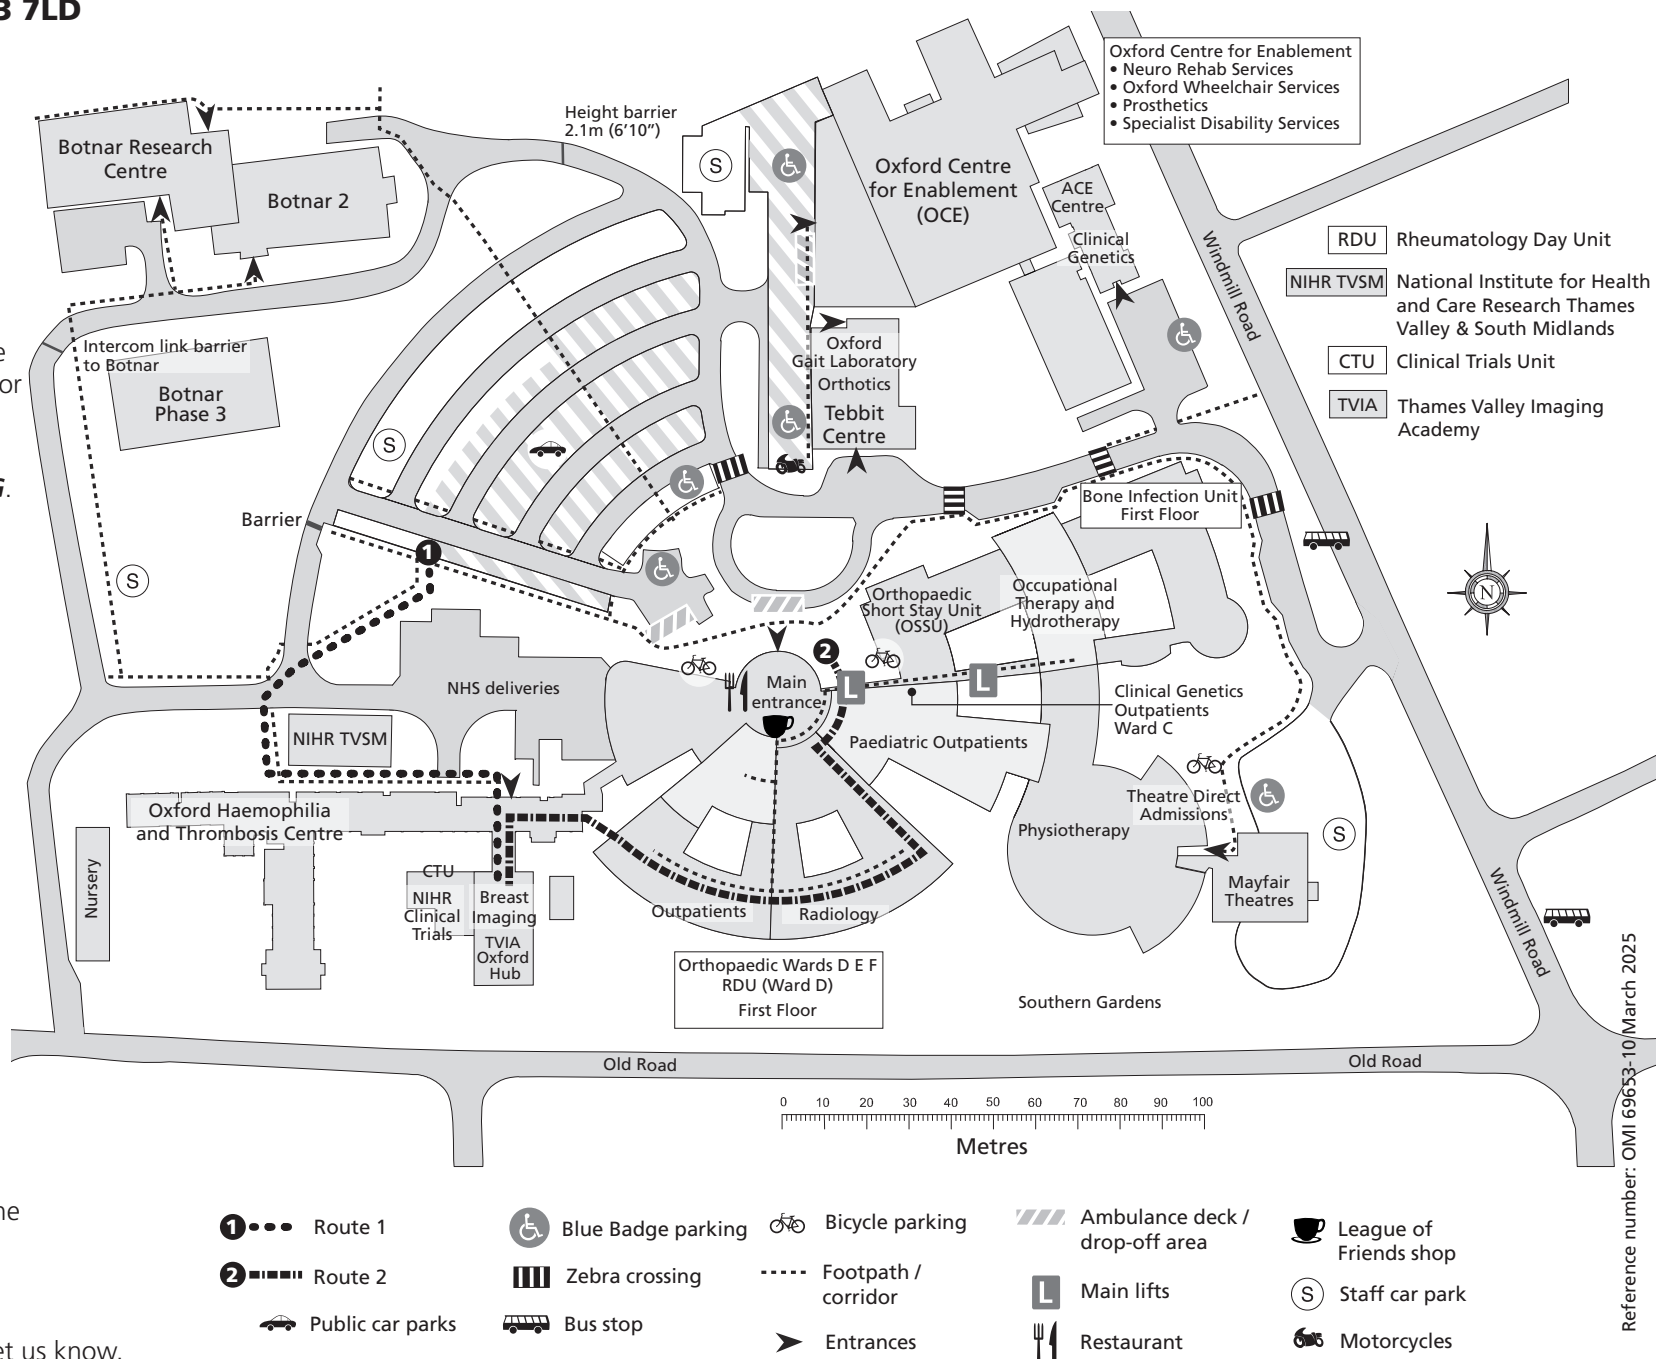 3 7LD
Height barrier
2.1m (6’10”)
Oxford Centre for Enablement
• Neuro Rehab Services
• Oxford Wheelchair Services
• Prosthetics
• Specialist Disability Services
Botnar Research
Centre
Botnar 2
S
Oxford Centre
for Enablement
(OCE)
ACE
Centre
Clinical
Genetics
Windmill Road
RDU Rheumatology Day Unit
NIHR TVSM National Institute for Health
and Care Research Thames
Valley & South Midlands
CTU Clinical Trials Unit
TVIA Thames Valley Imaging
Academy
e
or
G.
Intercom link barrier
to Botnar
Botnar
Phase 3
Oxford
Gait Laboratory
Orthotics
Tebbit
Centre
S
Barrier
1
S
Bone Infection Unit
First Floor
N
Orthopaedic
Short Stay Unit
(OSSU)
Occupational
Therapy and
Hydrotherapy
2
L
L
Main
entrance
NHS deliveries
Clinical Genetics
Outpatients
Ward C
NIHR TVSM
Paediatric Outpatients
Oxford Haemophilia
and Thrombosis Centre
Theatre Direct
Admissions
Physiotherapy
S
Nursery
CTU
NIHR
Clinical
Trials
Breast
Imaging
TVIA
Oxford
Hub
Outpatients
Radiology
Mayfair
Theatres
Windmill Road
Orthopaedic Wards D E F
RDU (Ward D)
First Floor
Southern Gardens
Old Road
Old Road
0 10 20 30 40 50 60 70 80 90 100
Metres
Reference number: OMI 69653-10/March 2025
ne
et us know.
1 Route 1
2 Route 2
Public car parks
Blue Badge parking
Zebra crossing
Bus stop
Bicycle parking
Footpath /
corridor
Entrances
Ambulance deck /
drop-off area
L Main lifts
Restaurant
League of
Friends shop
S Staff car park
Motorcycles